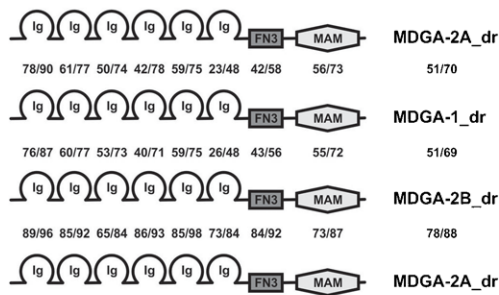 Ig Ig Ig Ig Ig Ig FN3 MAM MDGA-2A_dr
78/90 61/77 50/74 42/78 59/75 23/48 42/58 56/73 51/70
Ig Ig Ig Ig Ig Ig FN3 MAM MDGA-1_dr
76/87 60/77 53/73 40/71 59/75 26/48 43/56 55/72 51/69
Ig Ig Ig Ig Ig Ig FN3 MAM MDGA-2B_dr
89/96 85/92 65/84 86/93 85/98 73/84 84/92 73/87 78/88
Ig Ig Ig Ig Ig Ig FN3 MAM MDGA-2A_dr